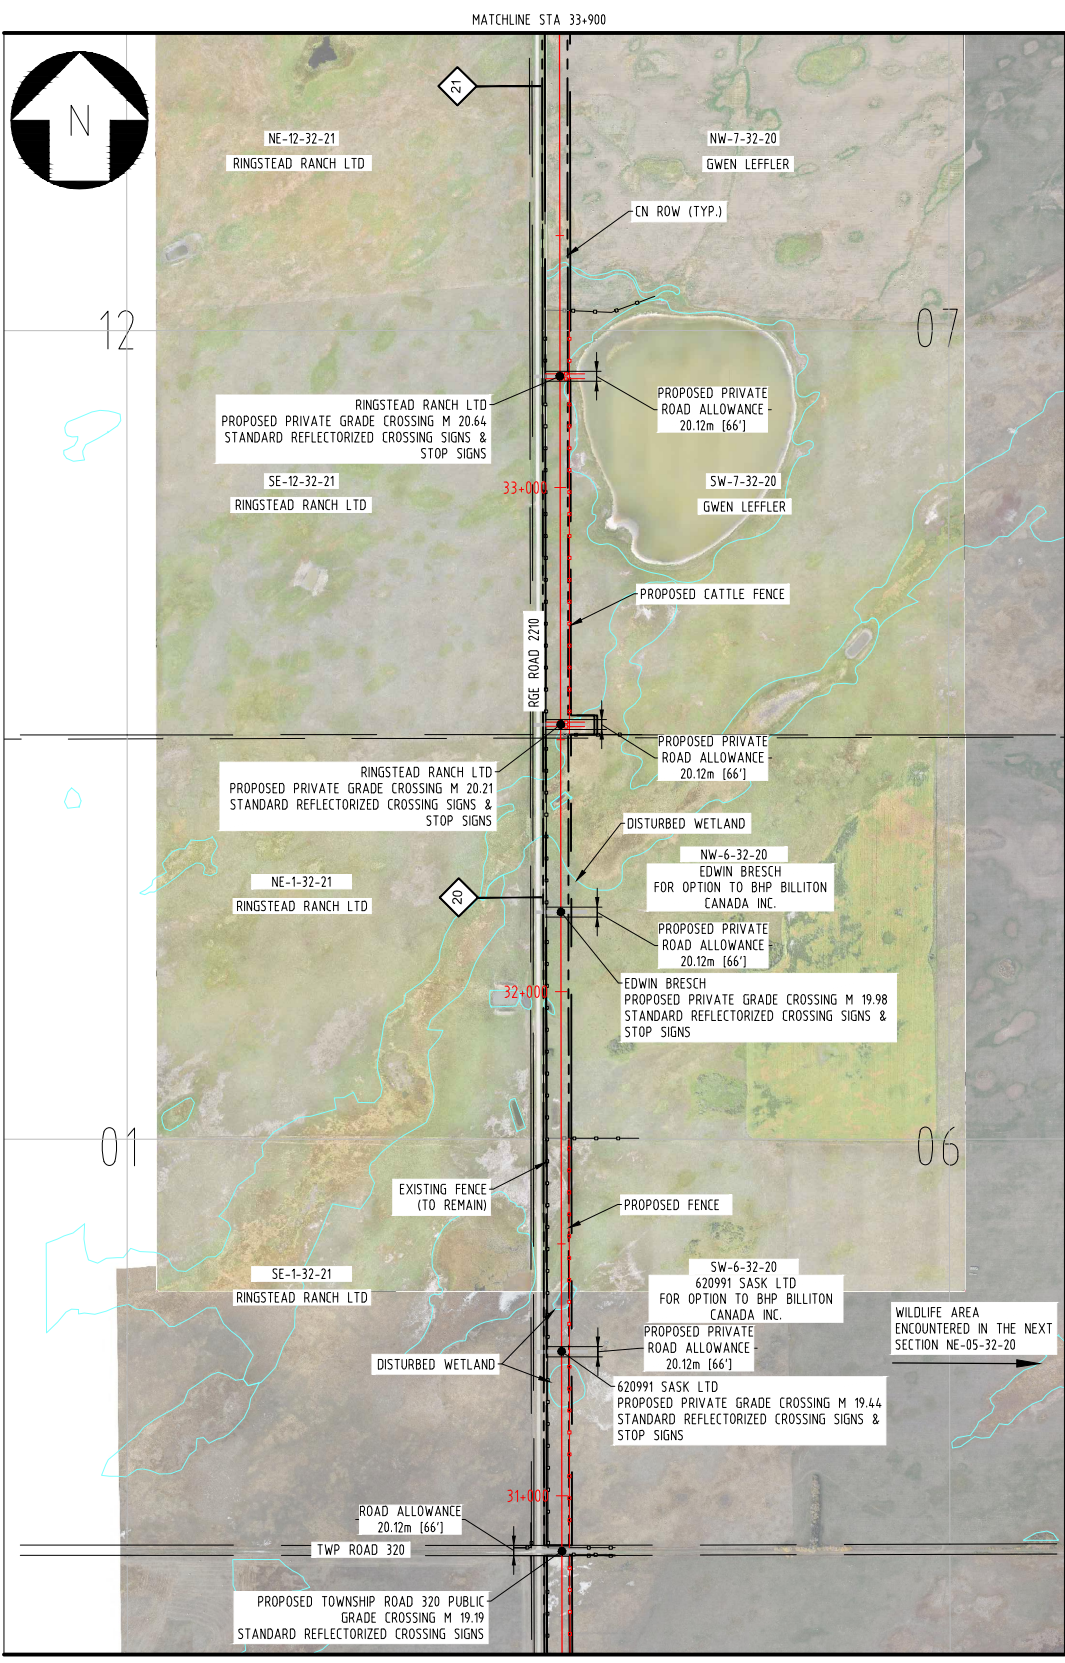 MATCHLINE STA 33+900
N
21
NE-12-32-21
RINGSTEAD RANCH LTD
NW-7-32-20
GWEN LEFFLER
CN ROW (TYP.)
12
07
RINGSTEAD RANCH LTD
PROPOSED PRIVATE GRADE CROSSING M 20.64
STANDARD REFLECTORIZED CROSSING SIGNS &
STOP SIGNS
PROPOSED PRIVATE
ROAD ALLOWANCE
20.12m [66']
SE-12-32-21
RINGSTEAD RANCH LTD
33+000
SW-7-32-20
GWEN LEFFLER
PROPOSED CATTLE FENCE
RGE ROAD 2210
RINGSTEAD RANCH LTD
PROPOSED PRIVATE GRADE CROSSING M 20.21
STANDARD REFLECTORIZED CROSSING SIGNS &
STOP SIGNS
PROPOSED PRIVATE
ROAD ALLOWANCE
20.12m [66']
DISTURBED WETLAND
NE-1-32-21
RINGSTEAD RANCH LTD
20
NW-6-32-20
EDWIN BRESCH
FOR OPTION TO BHP BILLITON
CANADA INC.
PROPOSED PRIVATE
ROAD ALLOWANCE
20.12m [66']
32+000
EDWIN BRESCH
PROPOSED PRIVATE GRADE CROSSING M 19.98
STANDARD REFLECTORIZED CROSSING SIGNS &
STOP SIGNS
01
06
EXISTING FENCE
(TO REMAIN)
PROPOSED FENCE
SE-1-32-21
RINGSTEAD RANCH LTD
SW-6-32-20
620991 SASK LTD
FOR OPTION TO BHP BILLITON
CANADA INC.
WILDLIFE AREA
ENCOUNTERED IN THE NEXT
SECTION NE-05-32-20
PROPOSED PRIVATE
ROAD ALLOWANCE
20.12m [66']
DISTURBED WETLAND
620991 SASK LTD
PROPOSED PRIVATE GRADE CROSSING M 19.44
STANDARD REFLECTORIZED CROSSING SIGNS &
STOP SIGNS
31+000
ROAD ALLOWANCE
20.12m [66']
TWP ROAD 320
PROPOSED TOWNSHIP ROAD 320 PUBLIC
GRADE CROSSING M 19.19
STANDARD REFLECTORIZED CROSSING SIGNS